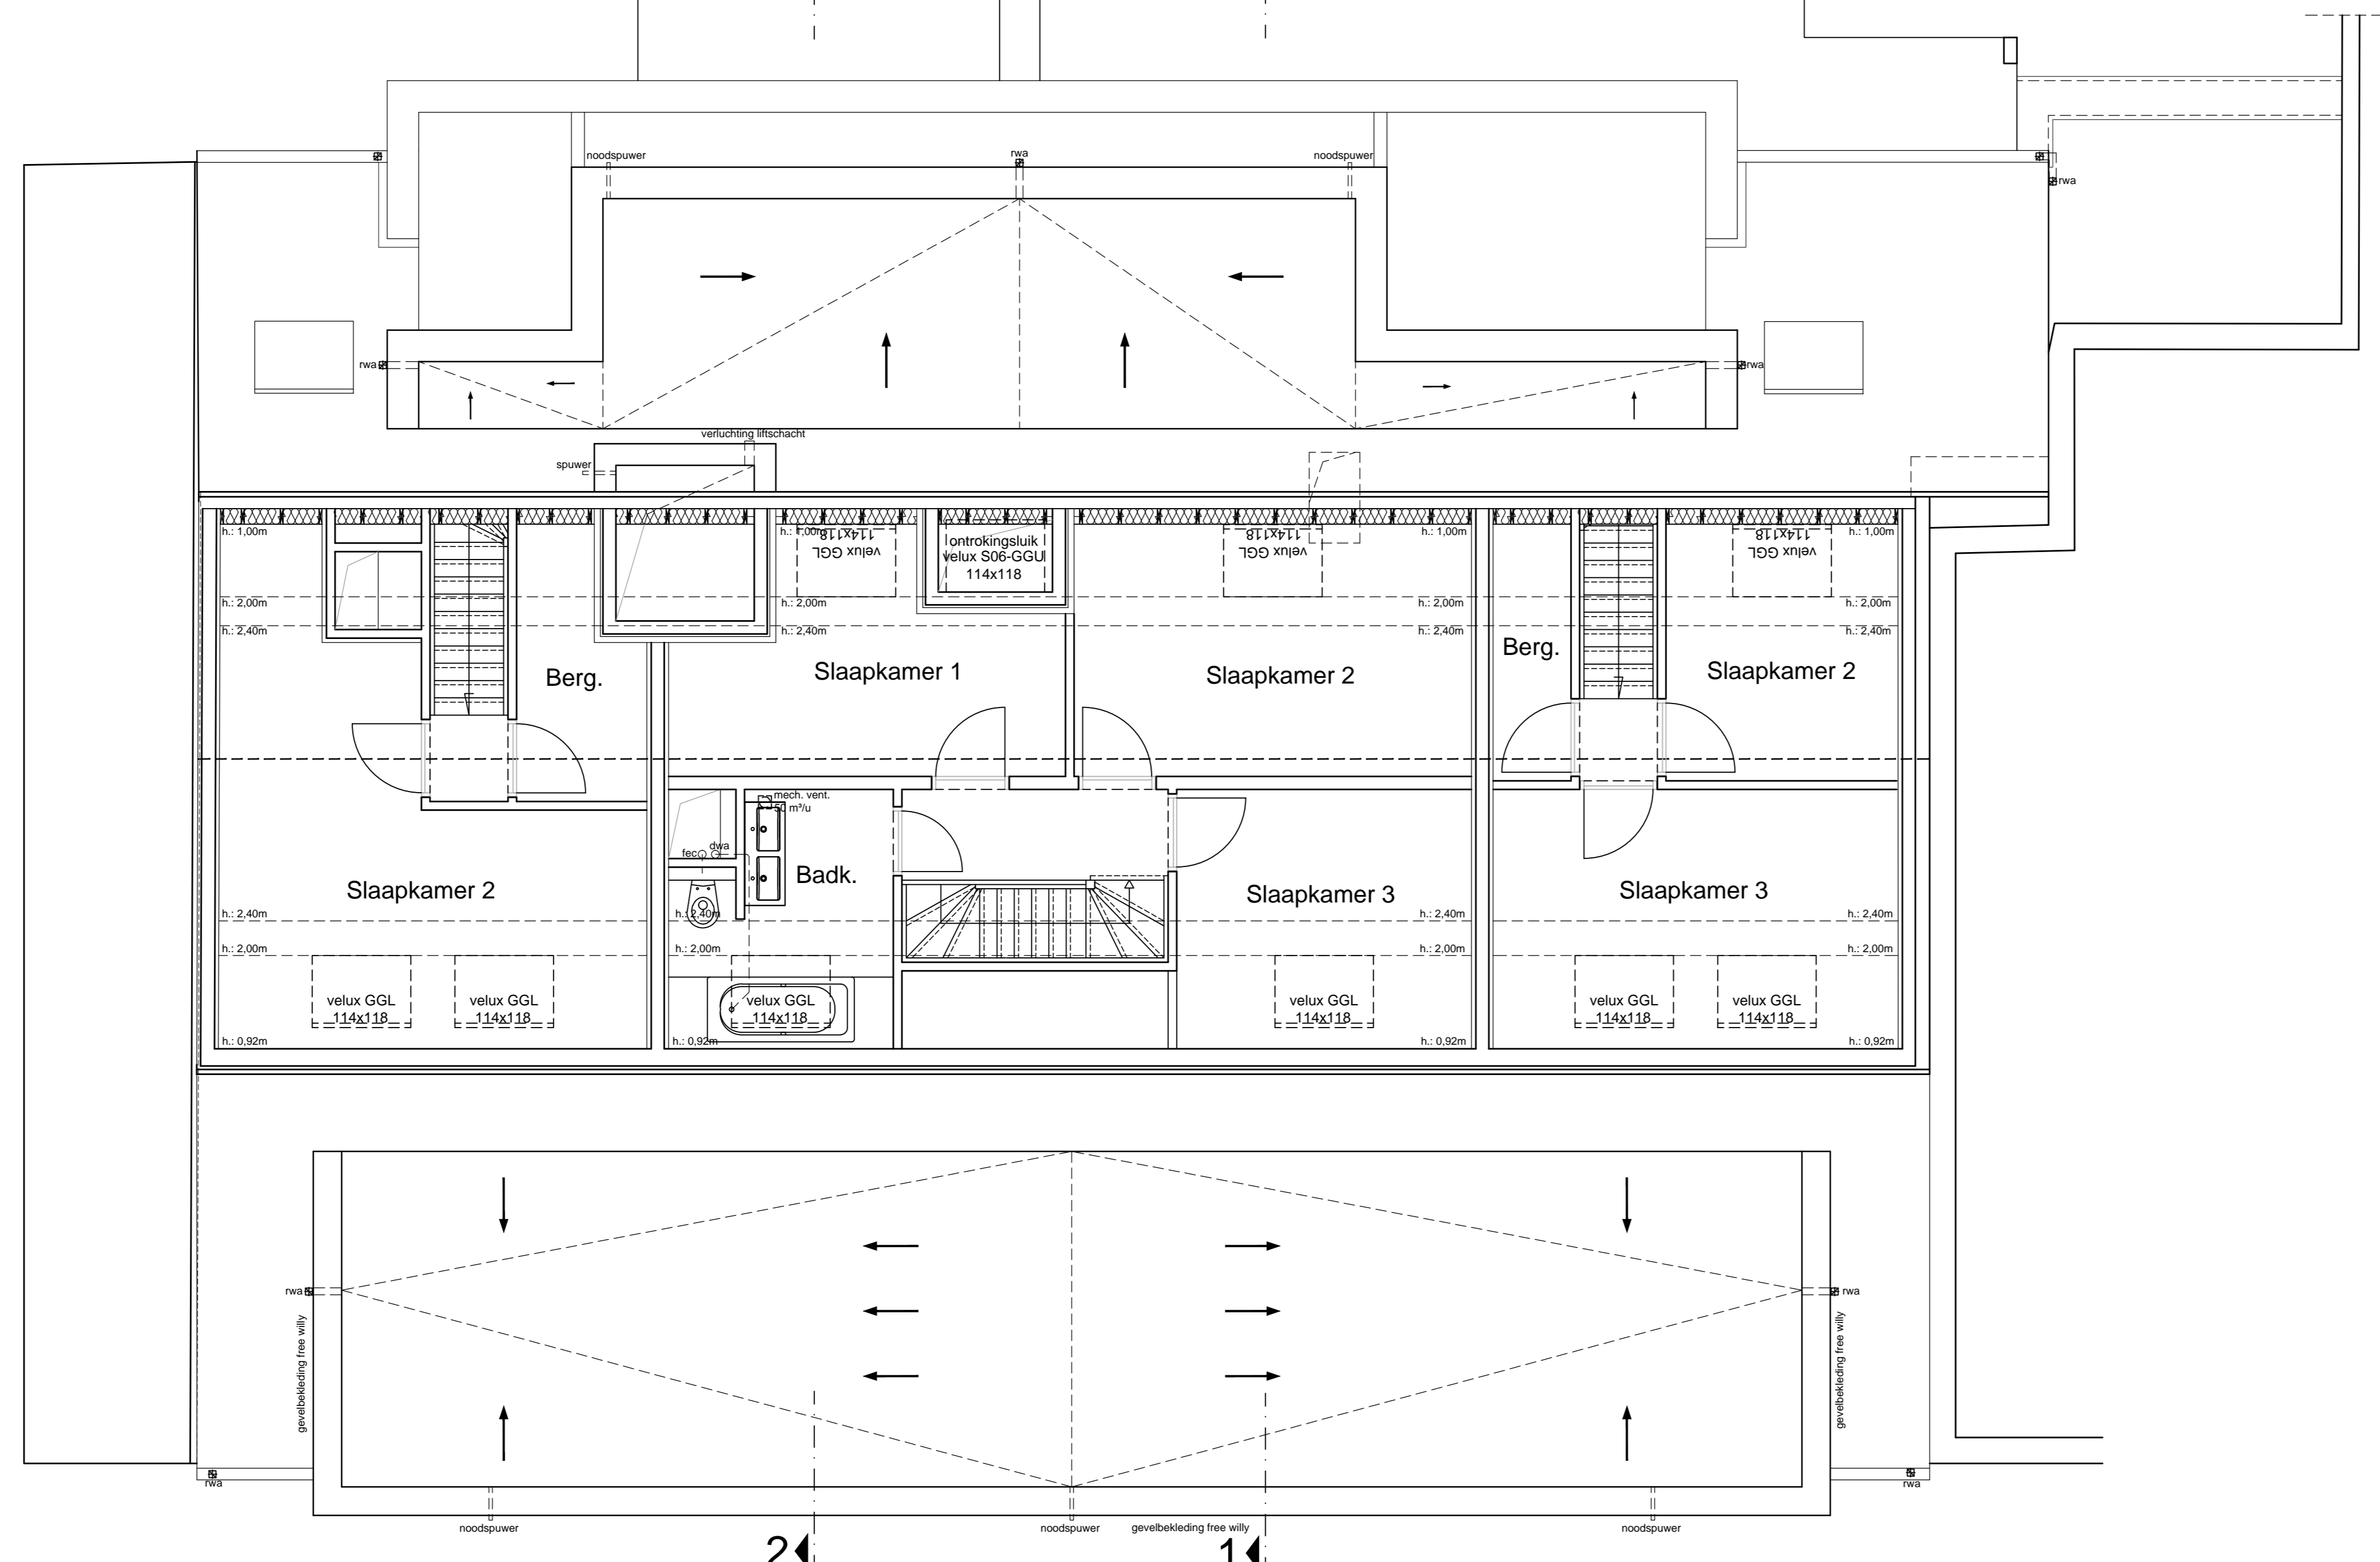 noodspuwer
rwa
noodspuwer
rwa
rwa
rwa
verluchting liftschacht
spuwer
h.: 1,00m
h.: 1,00m
velux GGL
114x118
ontrokingsluik
velux S06-GGU
114x118
velux GGL
114x118
h.: 1,00m
velux GGL
114x118
h.: 1,00m
h.: 2,00m
h.: 2,00m
h.: 2,00m
h.: 2,00m
h.: 2,40m
h.: 2,40m
h.: 2,40m
h.: 2,40m
Berg.
Slaapkamer 1
Slaapkamer 2
Berg.
Slaapkamer 2
mech. vent.
50 m³/u
fec
dwa
Badk.
Slaapkamer 2
Slaapkamer 3
Slaapkamer 3
h.: 2,40m
h.: 2,40m
h.: 2,40m
h.: 2,40m
h.: 2,00m
h.: 2,00m
h.: 2,00m
h.: 2,00m
velux GGL
114x118
velux GGL
114x118
velux GGL
114x118
velux GGL
114x118
velux GGL
114x118
velux GGL
114x118
h.: 0,92m
h.: 0,92m
h.: 0,92m
h.: 0,92m
rwa
rwa
gevelbekleding free willy
gevelbekleding free willy
rwa
rwa
noodspuwer
noodspuwer
gevelbekleding free willy
noodspuwer
2
1